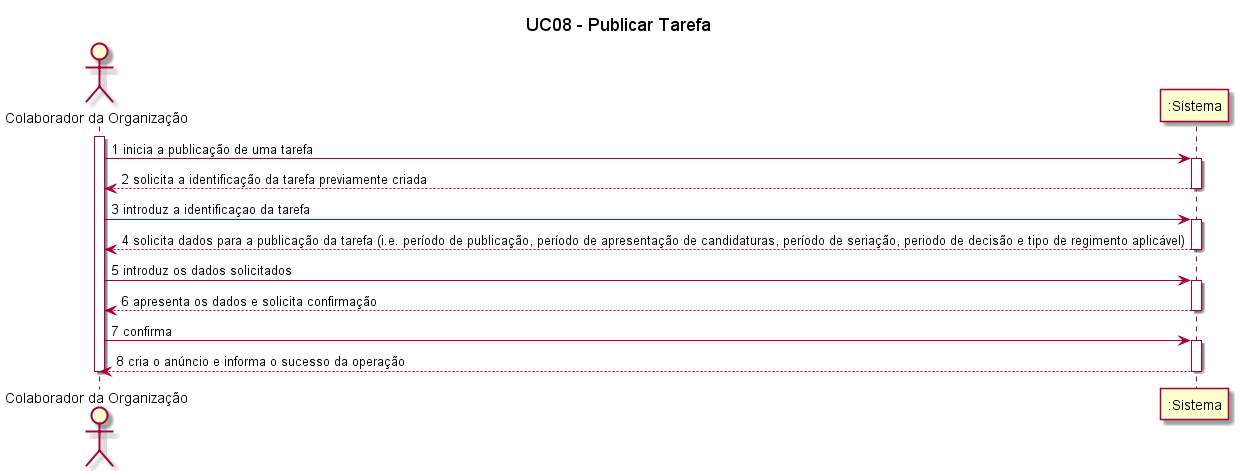 UC08 - Publicar Tarefa
Colaborador da Organização
:Sistema
1 inicia a publicação de uma tarefa
2 solicita a identificação da tarefa previamente criada
3 introduz a identificaçao da tarefa
4 solicita dados para a publicação da tarefa (i.e. período de publicação, período de apresentação de candidaturas, período de seriação, periodo de decisão e tipo de regimento aplicável)
5 introduz os dados solicitados
6 apresenta os dados e solicita confirmação
7 confirma
8 cria o anúncio e informa o sucesso da operação
Colaborador da Organização
:Sistema